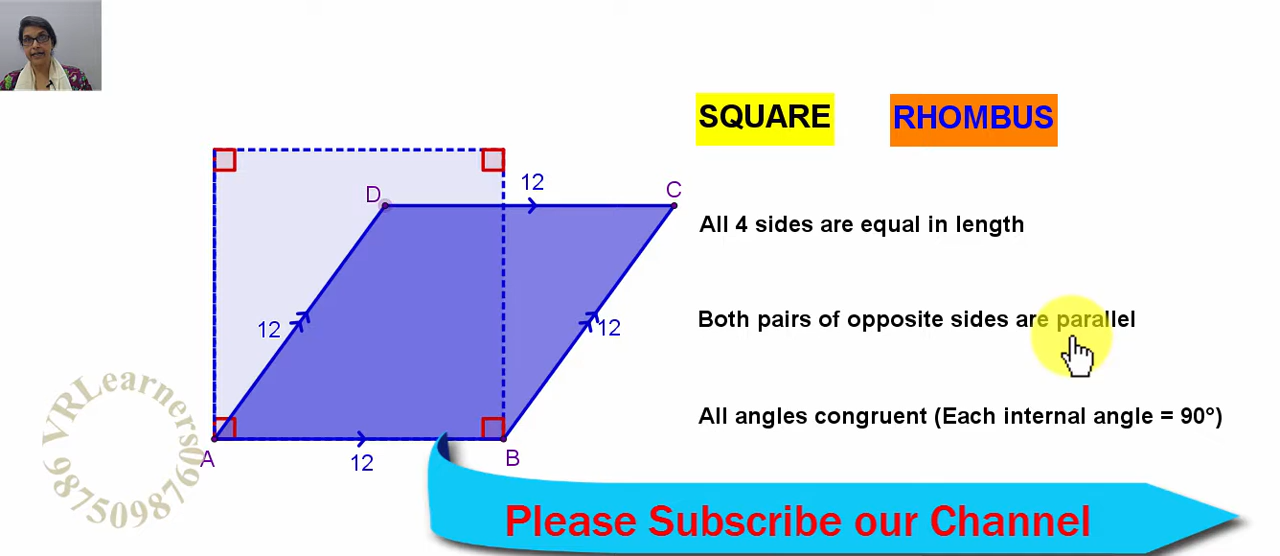 SQUARE RHOMBUS
D 12 C
All 4 sides are equal in length
12 12
Both pairs of opposite sides are parallel
All angles congruent (Each internal angle = 90°)
A 12 B
VRLearners
09875098760
Please Subscribe our Channel